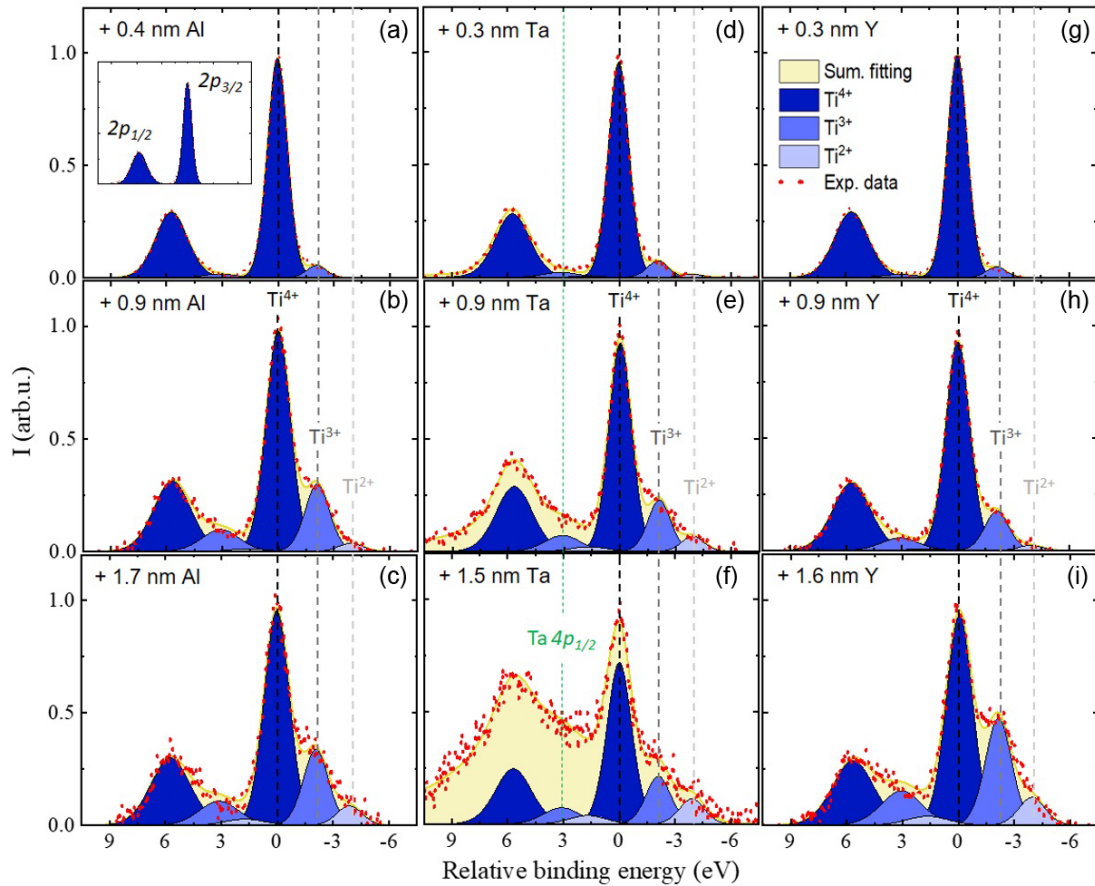 + 0.4 nm Al (a)
2p3/2
2p1/2
1.0
0.5
0.0
+ 0.3 nm Ta (d)
+ 0.3 nm Y (g)
Sum. fitting
Ti4+
Ti3+
Ti2+
Exp. data
+ 0.9 nm Al Ti4+ (b)
Ti3+
Ti2+
1.0
0.5
0.0
+ 0.9 nm Ta Ti4+ (e)
Ti3+
Ti2+
+ 0.9 nm Y Ti4+ (h)
Ti3+
Ti2+
I (arb.u.)
+ 1.7 nm Al (c)
1.0
0.5
0.0
+ 1.5 nm Ta (f)
Ta 4p1/2
+ 1.6 nm Y (i)
9 6 3 0 -3 -6
9 6 3 0 -3 -6
9 6 3 0 -3 -6
Relative binding energy (eV)